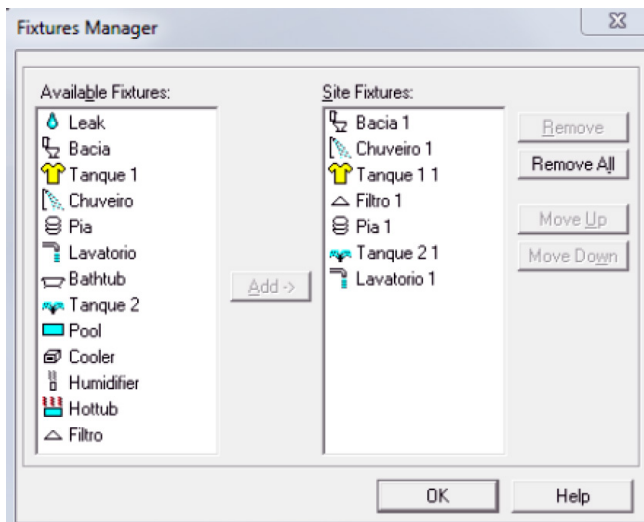 Fixtures Manager
Available Fixtures:
Leak
Bacia
Tanque 1
Chuveiro
Pia
Lavatorio
Bathtub
Tanque 2
Pool
Cooler
Humidifier
Hottub
Filtro
Add ->
Site Fixtures:
Bacia 1
Chuveiro 1
Tanque 1 1
Filtro 1
Pia 1
Tanque 2 1
Lavatorio 1
Remove
Remove All
Move Up
Move Down
OK
Help